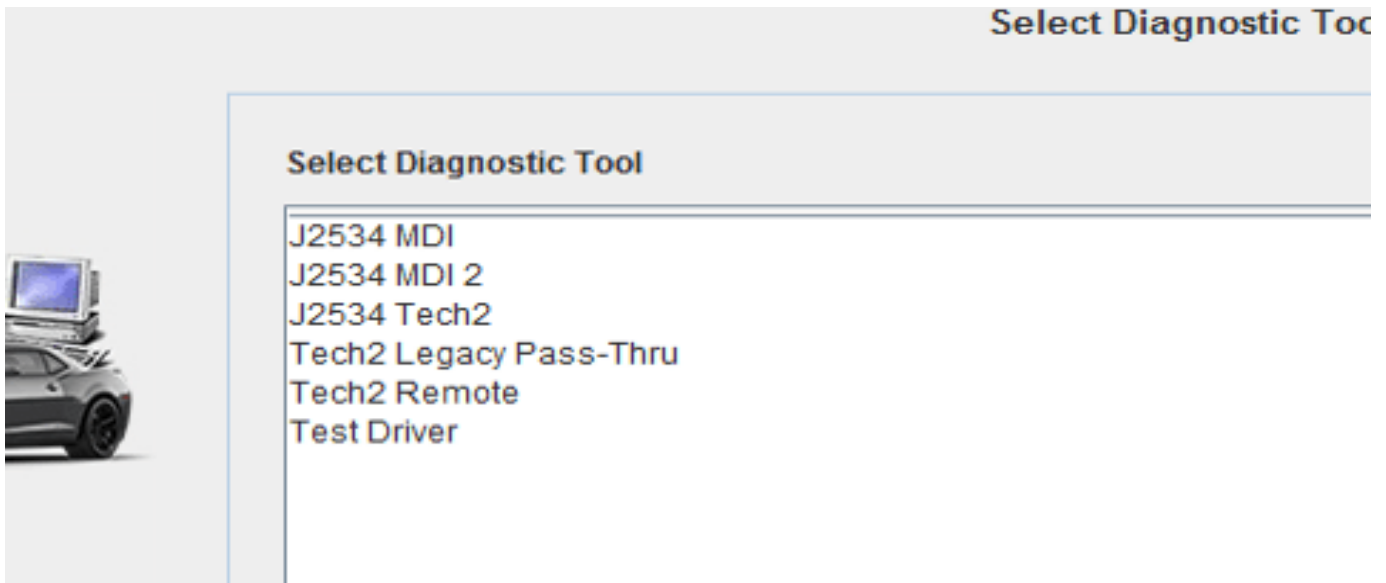 Select Diagnostic Too
Select Diagnostic Tool
J2534 MDI
J2534 MDI 2
J2534 Tech2
Tech2 Legacy Pass-Thru
Tech2 Remote
Test Driver